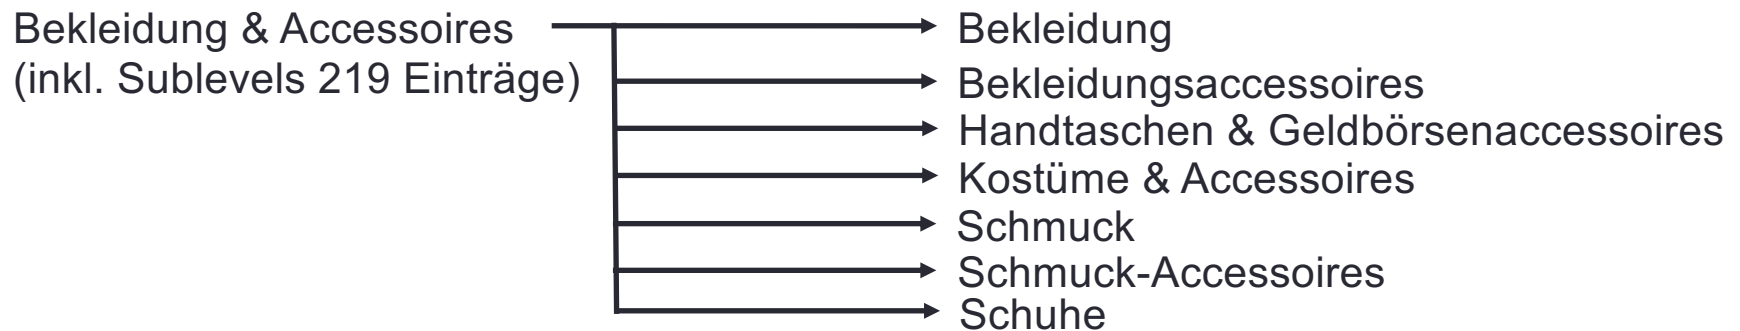 Bekleidung & Accessoires
(inkl. Sublevels 219 Einträge)
Bekleidung
Bekleidungsaccessoires
Handtaschen & Geldbörsenaccessoires
Kostüme & Accessoires
Schmuck
Schmuck-Accessoires
Schuhe